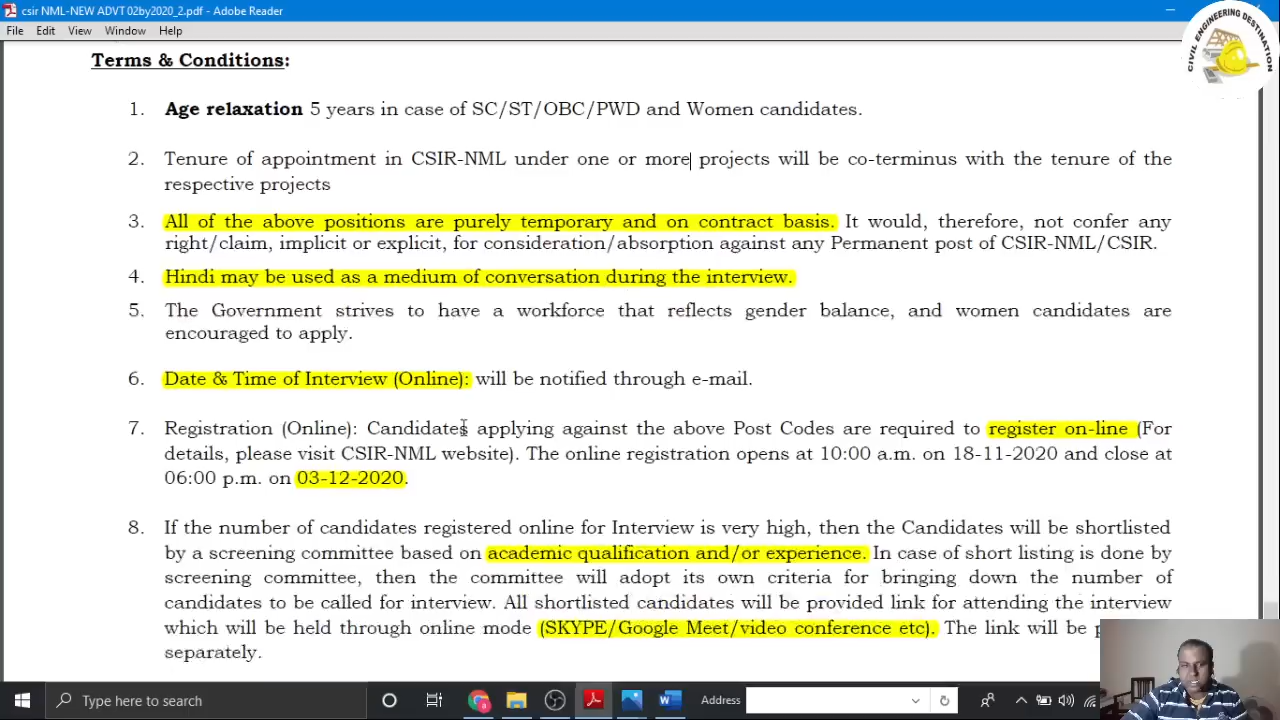 csir NML-NEW ADVT 02by2020_2.pdf - Adobe Reader
File Edit View Window Help
CIVIL ENGINEERING DESTINATION
Terms & Conditions:
1. Age relaxation 5 years in case of SC/ST/OBC/PWD and Women candidates.
2. Tenure of appointment in CSIR-NML under one or more projects will be co-terminus with the tenure of the
respective projects
3. All of the above positions are purely temporary and on contract basis. It would, therefore, not confer any
right/claim, implicit or explicit, for consideration/absorption against any Permanent post of CSIR-NML/CSIR.
4. Hindi may be used as a medium of conversation during the interview.
5. The Government strives to have a workforce that reflects gender balance, and women candidates are
encouraged to apply.
6. Date & Time of Interview (Online): will be notified through e-mail.
7. Registration (Online): Candidates applying against the above Post Codes are required to register on-line (For
details, please visit CSIR-NML website). The online registration opens at 10:00 a.m. on 18-11-2020 and close at
06:00 p.m. on 03-12-2020.
8. If the number of candidates registered online for Interview is very high, then the Candidates will be shortlisted
by a screening committee based on academic qualification and/or experience. In case of short listing is done by
screening committee, then the committee will adopt its own criteria for bringing down the number of
candidates to be called for interview. All shortlisted candidates will be provided link for attending the interview
which will be held through online mode (SKYPE/Google Meet/video conference etc). The link will be
separately.
Type here to search
Address